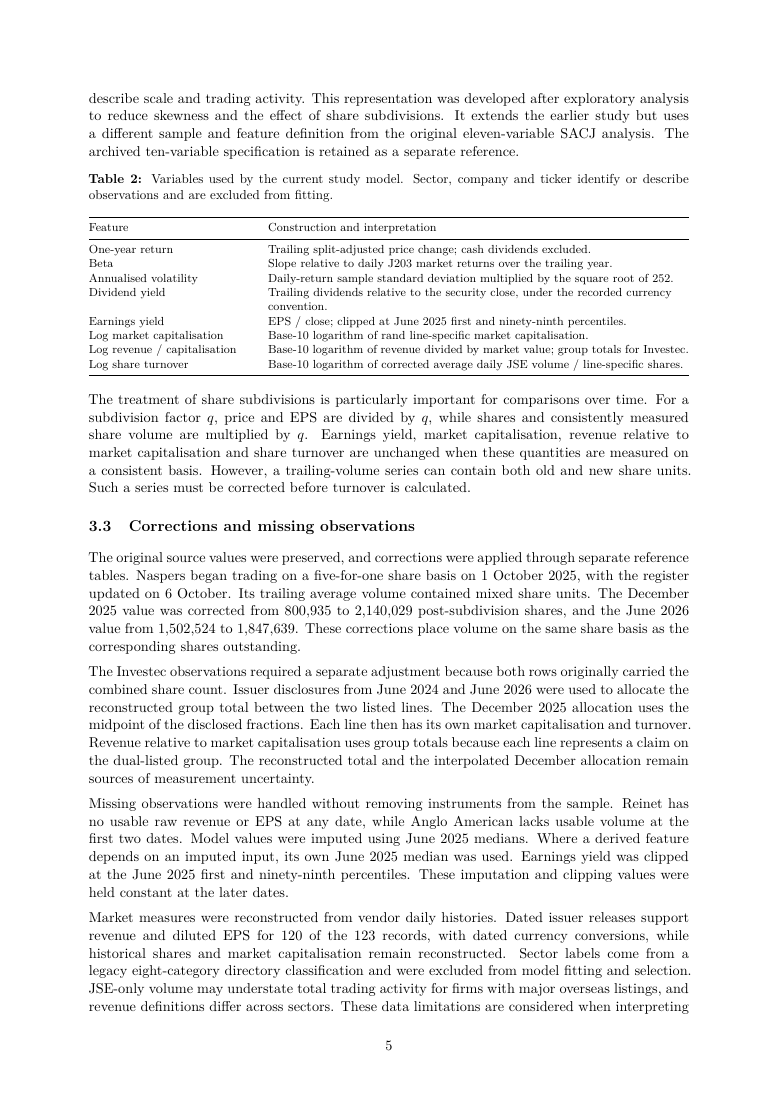 describe scale and trading activity. This representation was developed after exploratory analysis
to reduce skewness and the effect of share subdivisions. It extends the earlier study but uses
a different sample and feature definition from the original eleven-variable SACJ analysis. The
archived ten-variable specification is retained as a separate reference.
Table 2: Variables used by the current study model. Sector, company and ticker identify or describe
observations and are excluded from fitting.
Feature Construction and interpretation
One-year return Trailing split-adjusted price change; cash dividends excluded.
Beta Slope relative to daily J203 market returns over the trailing year.
Annualised volatility Daily-return sample standard deviation multiplied by the square root of 252.
Dividend yield Trailing dividends relative to the security close, under the recorded currency
convention.
Earnings yield EPS / close; clipped at June 2025 first and ninety-ninth percentiles.
Log market capitalisation Base-10 logarithm of rand line-specific market capitalisation.
Log revenue / capitalisation Base-10 logarithm of revenue divided by market value; group totals for Investec.
Log share turnover Base-10 logarithm of corrected average daily JSE volume / line-specific shares.
The treatment of share subdivisions is particularly important for comparisons over time. For a
subdivision factor q, price and EPS are divided by q, while shares and consistently measured
share volume are multiplied by q. Earnings yield, market capitalisation, revenue relative to
market capitalisation and share turnover are unchanged when these quantities are measured on
a consistent basis. However, a trailing-volume series can contain both old and new share units.
Such a series must be corrected before turnover is calculated.
3.3 Corrections and missing observations
The original source values were preserved, and corrections were applied through separate reference
tables. Naspers began trading on a five-for-one share basis on 1 October 2025, with the register
updated on 6 October. Its trailing average volume contained mixed share units. The December
2025 value was corrected from 800,935 to 2,140,029 post-subdivision shares, and the June 2026
value from 1,502,524 to 1,847,639. These corrections place volume on the same share basis as the
corresponding shares outstanding.
The Investec observations required a separate adjustment because both rows originally carried the
combined share count. Issuer disclosures from June 2024 and June 2026 were used to allocate the
reconstructed group total between the two listed lines. The December 2025 allocation uses the
midpoint of the disclosed fractions. Each line then has its own market capitalisation and turnover.
Revenue relative to market capitalisation uses group totals because each line represents a claim on
the dual-listed group. The reconstructed total and the interpolated December allocation remain
sources of measurement uncertainty.
Missing observations were handled without removing instruments from the sample. Reinet has
no usable raw revenue or EPS at any date, while Anglo American lacks usable volume at the
first two dates. Model values were imputed using June 2025 medians. Where a derived feature
depends on an imputed input, its own June 2025 median was used. Earnings yield was clipped
at the June 2025 first and ninety-ninth percentiles. These imputation and clipping values were
held constant at the later dates.
Market measures were reconstructed from vendor daily histories. Dated issuer releases support
revenue and diluted EPS for 120 of the 123 records, with dated currency conversions, while
historical shares and market capitalisation remain reconstructed. Sector labels come from a
legacy eight-category directory classification and were excluded from model fitting and selection.
JSE-only volume may understate total trading activity for firms with major overseas listings, and
revenue definitions differ across sectors. These data limitations are considered when interpreting
5